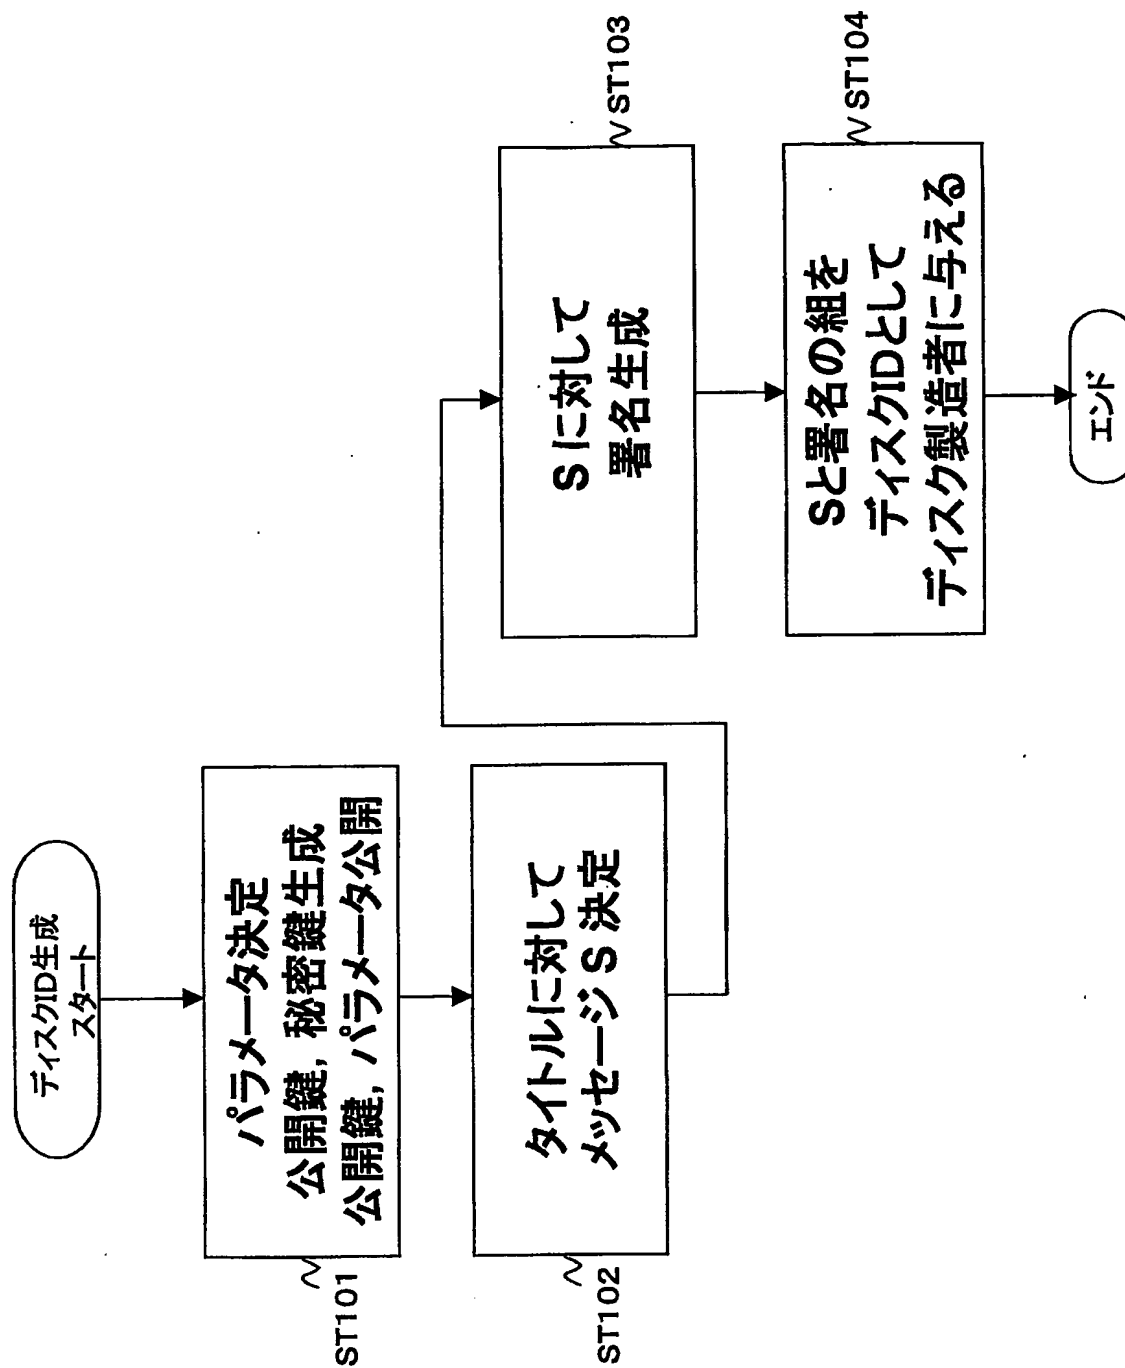 ディスクID生成
スタート
パラメータ決定
公開鍵, 秘密鍵生成
公開鍵, パラメータ公開
ST101
タイトルに対して
メッセージ S 決定
ST102
S に対して
署名生成
ST103
Sと署名の組を
ディスクIDとして
ディスク製造者に与える
ST104
エンド